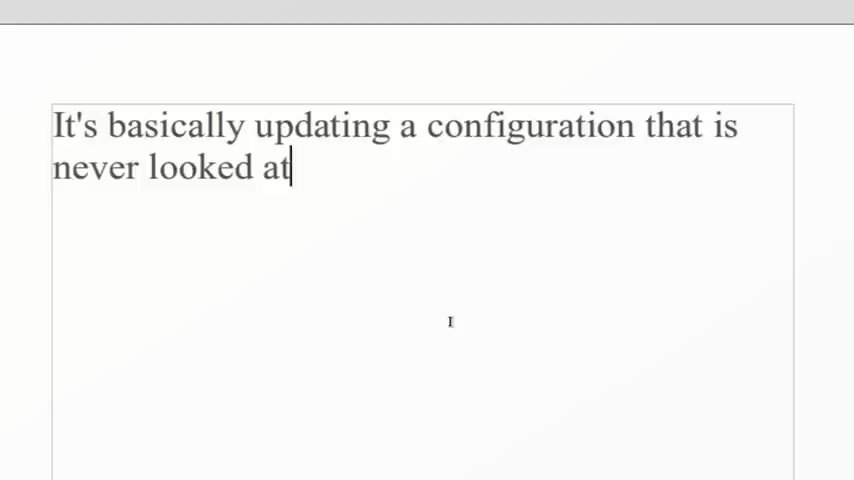 It's basically updating a configuration that is
never looked at